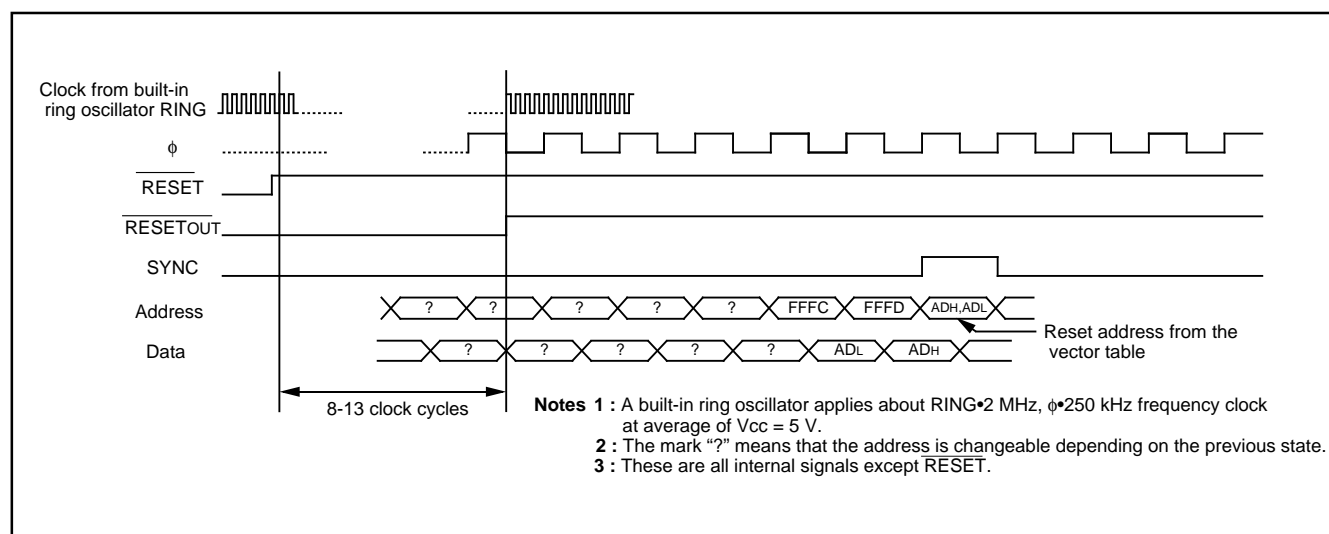 Clock from built-in
ring oscillator RING
ϕ
RESET
RESETOUT
SYNC
Address
? ? ? ? ? FFFC FFFD ADH,ADL
Reset address from the
vector table
Data
? ? ? ? ? ADL ADH
8-13 clock cycles
Notes 1 : A built-in ring oscillator applies about RING•2 MHz, ϕ•250 kHz frequency clock
at average of Vcc = 5 V.
2 : The mark “?” means that the address is changeable depending on the previous state.
3 : These are all internal signals except RESET.